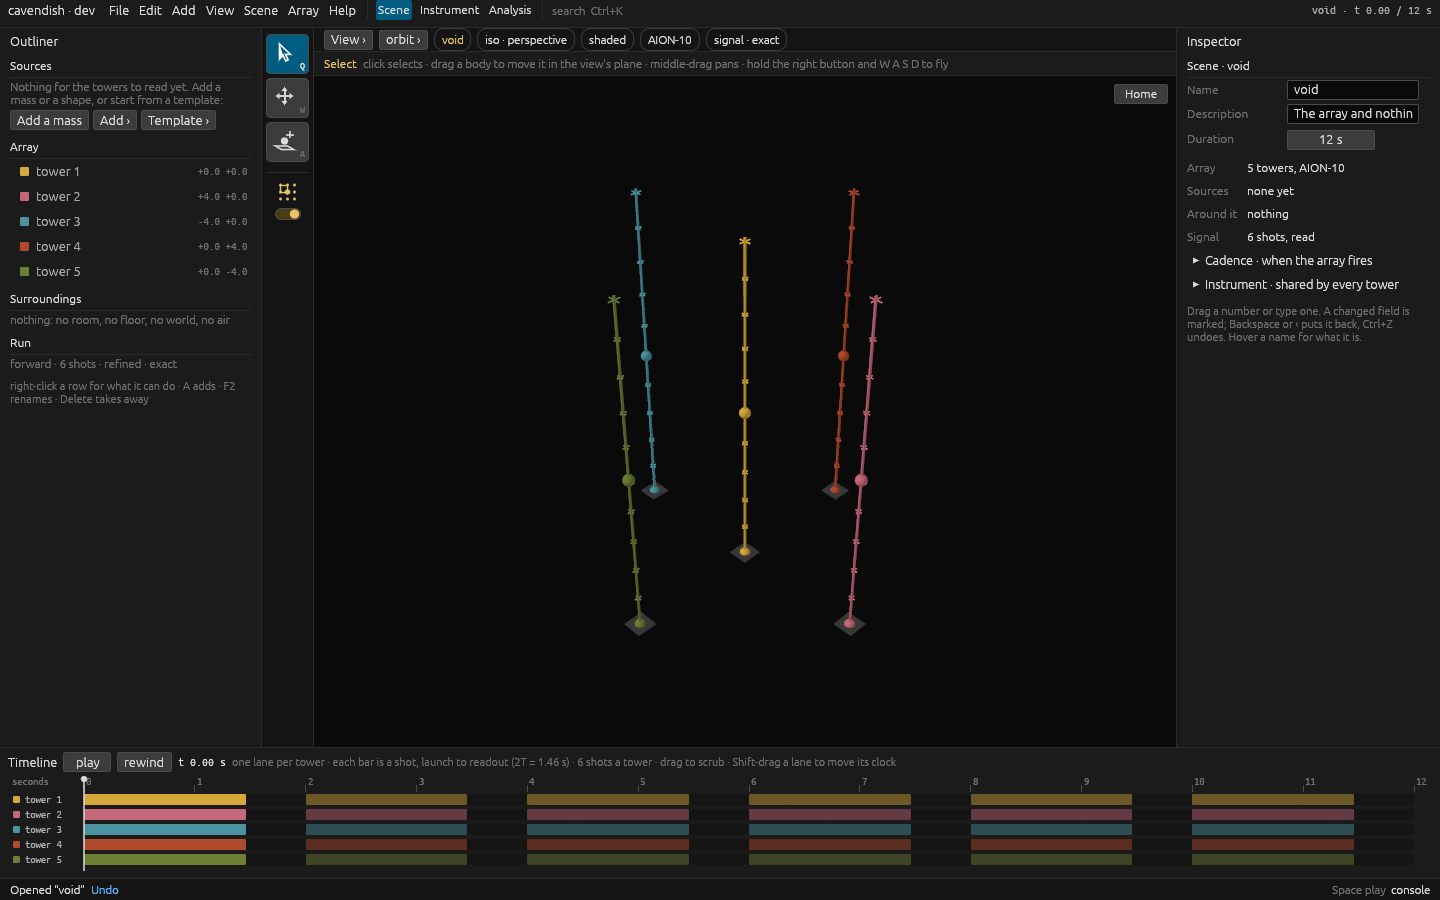 cavendish · dev File Edit Add View Scene Array Help Scene Instrument Analysis search Ctrl+K void · t 0.00 / 12 s
Outliner
Sources
Nothing for the towers to read yet. Add a
mass or a shape, or start from a template:
Add a mass Add › Template ›
Array
tower 1 +0.0 +0.0
tower 2 +4.0 +0.0
tower 3 -4.0 +0.0
tower 4 +0.0 +4.0
tower 5 +0.0 -4.0
Surroundings
nothing: no room, no floor, no world, no air
Run
forward · 6 shots · refined · exact
right-click a row for what it can do · A adds · F2
renames · Delete takes away
Q
W
A
View › orbit › void iso · perspective shaded AION-10 signal · exact
Select click selects · drag a body to move it in the view's plane · middle-drag pans · hold the right button and W A S D to fly
Home
Inspector
Scene · void
Name void
Description The array and nothin
Duration 12 s
Array 5 towers, AION-10
Sources none yet
Around it nothing
Signal 6 shots, read
► Cadence · when the array fires
► Instrument · shared by every tower
Drag a number or type one. A changed field is
marked; Backspace or ‹ puts it back, Ctrl+Z
undoes. Hover a name for what it is.
Timeline play rewind t 0.00 s one lane per tower · each bar is a shot, launch to readout (2T = 1.46 s) · 6 shots a tower · drag to scrub · Shift-drag a lane to move its clock
seconds 0 1 2 3 4 5 6 7 8 9 10 11 12
tower 1
tower 2
tower 3
tower 4
tower 5
Opened "void" Undo Space play console